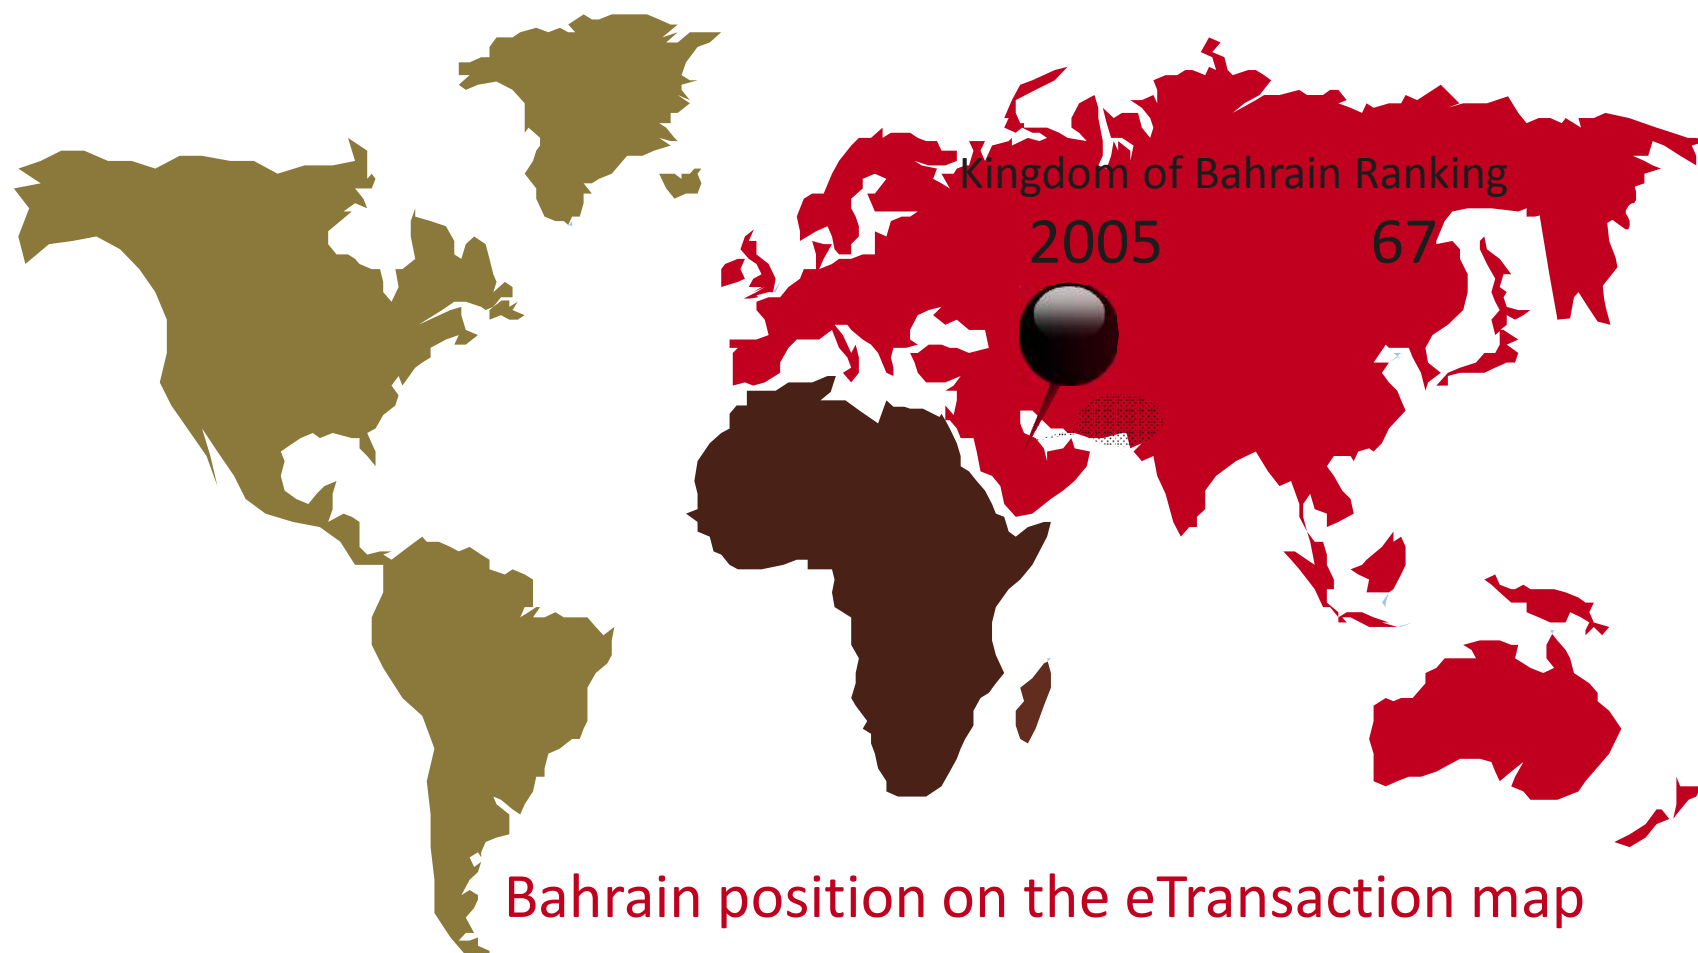 Kingdom of Bahrain Ranking
2005 67
Bahrain position on the eTransaction map